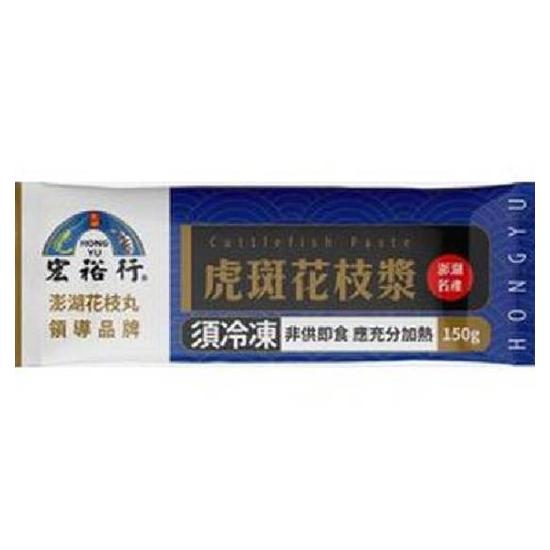 HONG
YU
宏裕行
澎湖花枝丸
領導品牌
Cuttlefish Paste
虎斑花枝漿
澎湖
名產
須冷凍
非供即食 應充分加熱
150g
HONGYU